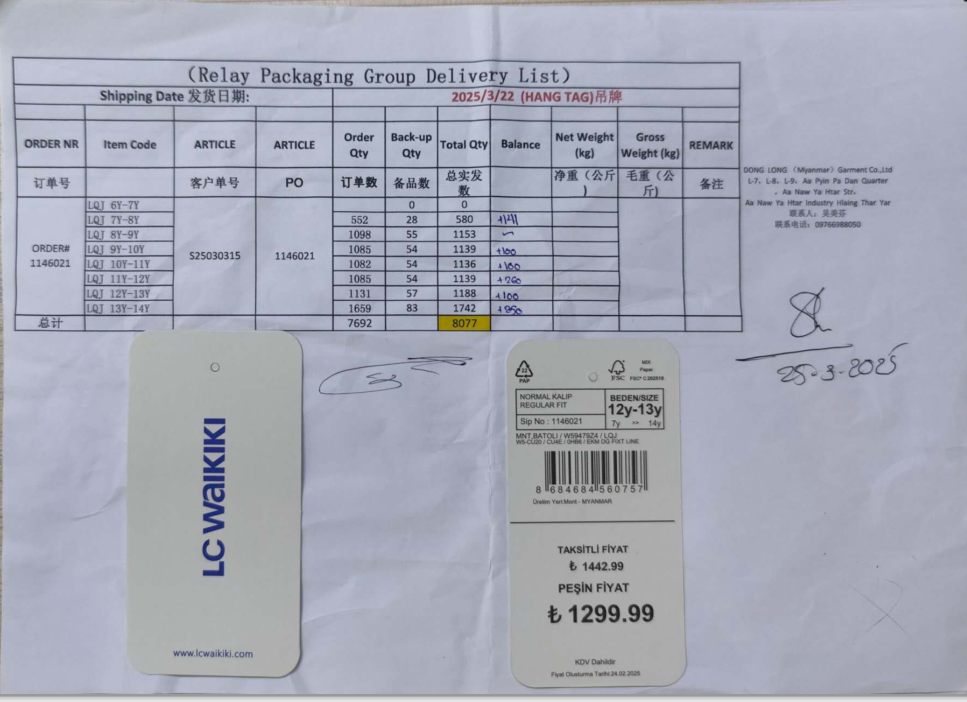 （Relay Packaging Group Delivery List）
Shipping Date 发货日期: 2025/3/22 (HANG TAG)吊牌
ORDER NR Item Code ARTICLE ARTICLE Order Qty Back-up Qty Total Qty Balance Net Weight (kg) Gross Weight (kg) REMARK
订单号 客户单号 PO 订单数 备品数 总实发数 净重（公斤） 毛重（公斤） 备注
ORDER# 1146021 S25030315 1146021
LQJ 6Y-7Y 0 0
LQJ 7Y-8Y 552 28 580
LQJ 8Y-9Y 1098 55 1153
LQJ 9Y-10Y 1085 54 1139 +100
LQJ 10Y-11Y 1082 54 1136 +100
LQJ 11Y-12Y 1085 54 1139 +260
LQJ 12Y-13Y 1131 57 1188 +100
LQJ 13Y-14Y 1659 83 1742
总计 7692 8077
DONG LONG （Myanmar）Garment Co.,Ltd
L-7, L-8, L-9, Aa Pyin Pa Dan Quarter
, Aa New Ya Htar Str,
Aa New Ya Htar Industry Hlaing Thar Yar
联系人: 吴美芬
联系电话: 09766988050
25-3-2025
LC WAIKIKI
www.lcwaikiki.com
22
PAP
FSC
MIX
Paper
NORMAL KALIP
REGULAR FIT
BEDEN/SIZE
12y-13y
Sip No : 1146021
7y 14y
MNT.BATOLI / W59479Z4 / LQJ
8 684684 560757
Üretim Yeri:Menşi - MYANMAR
TAKSİTLİ FİYAT
₺ 1442.99
PEŞİN FİYAT
₺ 1299.99
KDV Dahildir
Fiyat Olusturma Tarihi:24.02.2025